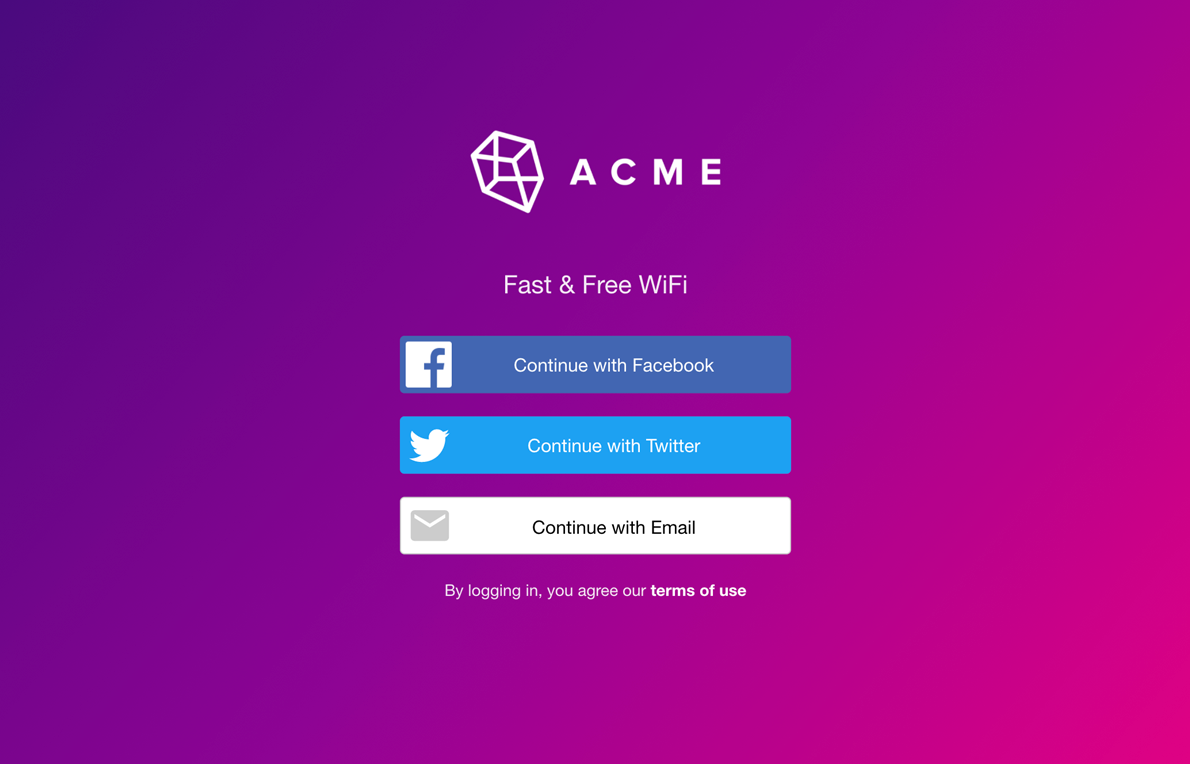 ACME
Fast & Free WiFi
Continue with Facebook
Continue with Twitter
Continue with Email
By logging in, you agree our terms of use